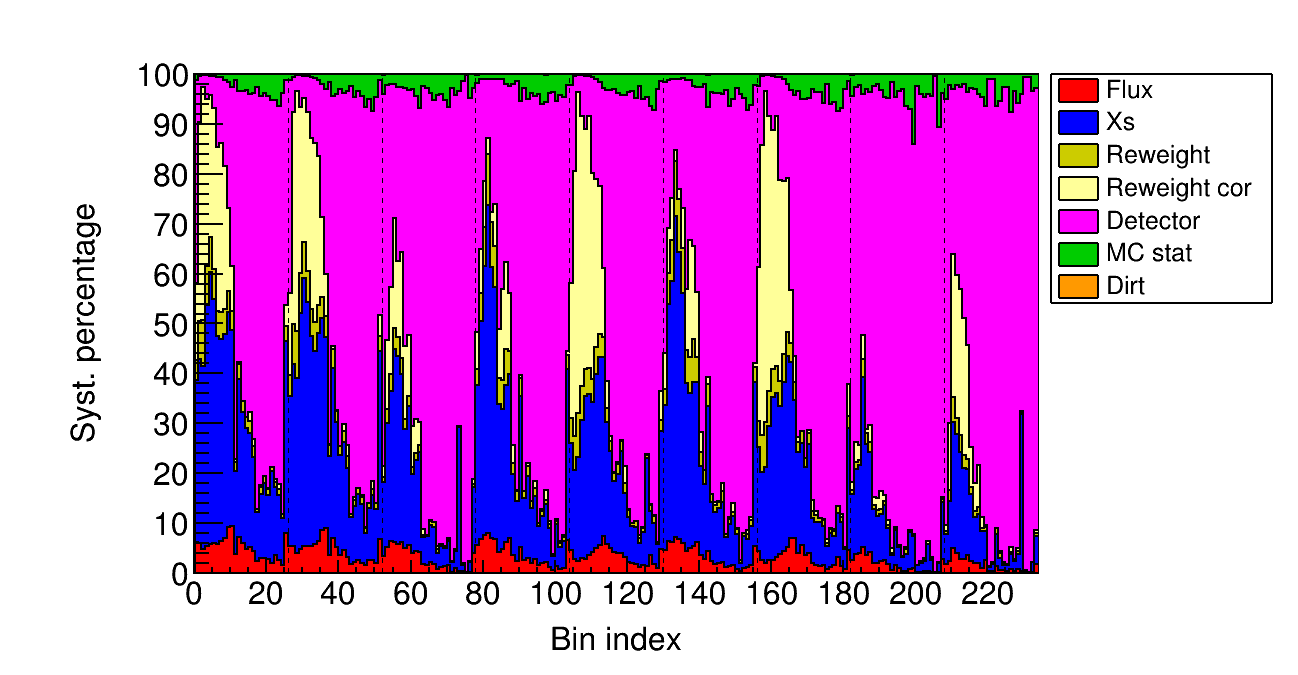 100
90
80
70
60
50
40
30
20
10
0
Syst. percentage
0 20 40 60 80 100 120 140 160 180 200 220
Bin index
Flux
Xs
Reweight
Reweight cor
Detector
MC stat
Dirt